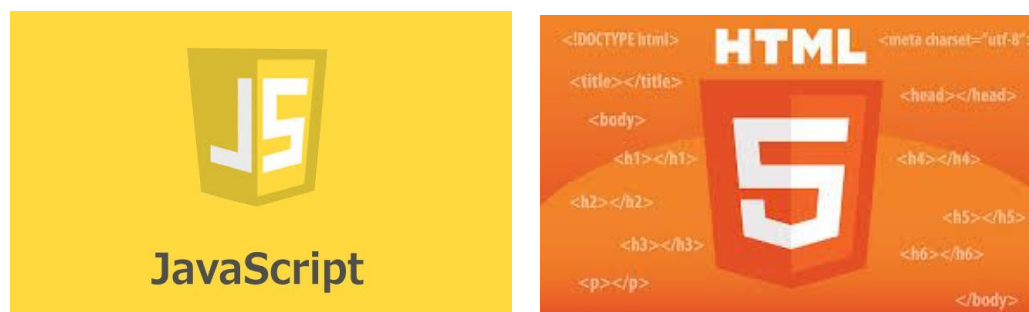 JS
JavaScript
HTML
5
<!DOCTYPE html>
<meta charset="utf-8">
<title></title>
<head></head>
<body>
<h1></h1>
<h4></h4>
<h2></h2>
<h5></h5>
<h3></h3>
<h6></h6>
<p></p>
</body>